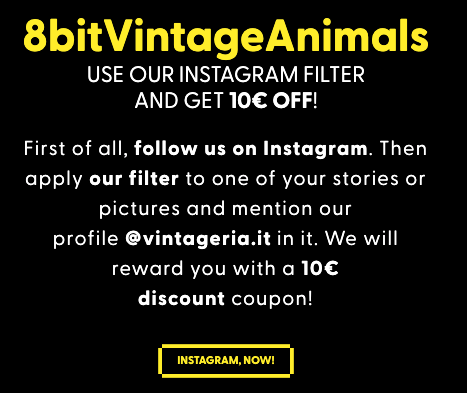 8bitVintageAnimals
USE OUR INSTAGRAM FILTER
AND GET 10€ OFF!
First of all, follow us on Instagram. Then
apply our filter to one of your stories or
pictures and mention our
profile @vintageria.it in it. We will
reward you with a 10€
discount coupon!
INSTAGRAM, NOW!